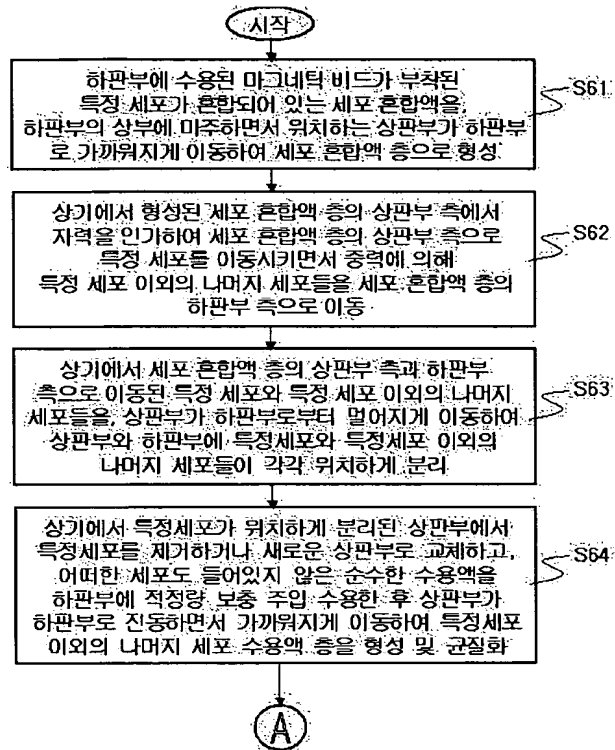 시작
하판부에 수용된 마그네틱 비드가 부착된
특정 세포가 혼합되어 있는 세포 혼합액을,
하판부의 상부에 마주하면서 위치하는 상판부가 하판부
로 가까워지게 이동하여 세포 혼합액 층으로 형성
S61
상기에서 형성된 세포 혼합액 층의 상판부 측에서
자력을 인가하여 세포 혼합액 층의 상판부 측으로
특정 세포를 이동시키면서 중력에 의해
특정 세포 이외의 나머지 세포들을 세포 혼합액 층의
하판부 측으로 이동
S62
상기에서 세포 혼합액 층의 상판부 측과 하판부
측으로 이동된 특정 세포와 특정 세포 이외의 나머지
세포들을, 상판부가 하판부로부터 멀어지게 이동하여
상판부와 하판부에 특정세포와 특정세포 이외의
나머지 세포들이 각각 위치하게 분리
S63
상기에서 특정세포가 위치하게 분리된 상판부에서
특정세포를 제거하거나 새로운 상판부로 교체하고,
어떠한 세포도 들어있지 않은 순수한 수용액을
하판부에 적정량 보충 주입 수용한 후 상판부가
하판부로 진동하면서 가까워지게 이동하여 특정세포
이외의 나머지 세포 수용액 층을 형성 및 균질화
S64
A